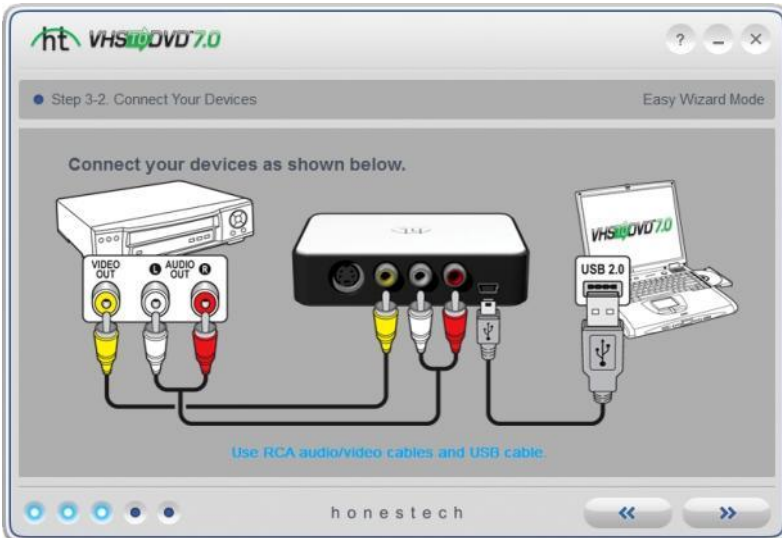 ht VHS to DVD 7.0
?
Step 3-2. Connect Your Devices
Easy Wizard Mode
Connect your devices as shown below.
VIDEO OUT
L AUDIO OUT R
ht
VHS to DVD 7.0
USB 2.0
Use RCA audio/video cables and USB cable.
honestech